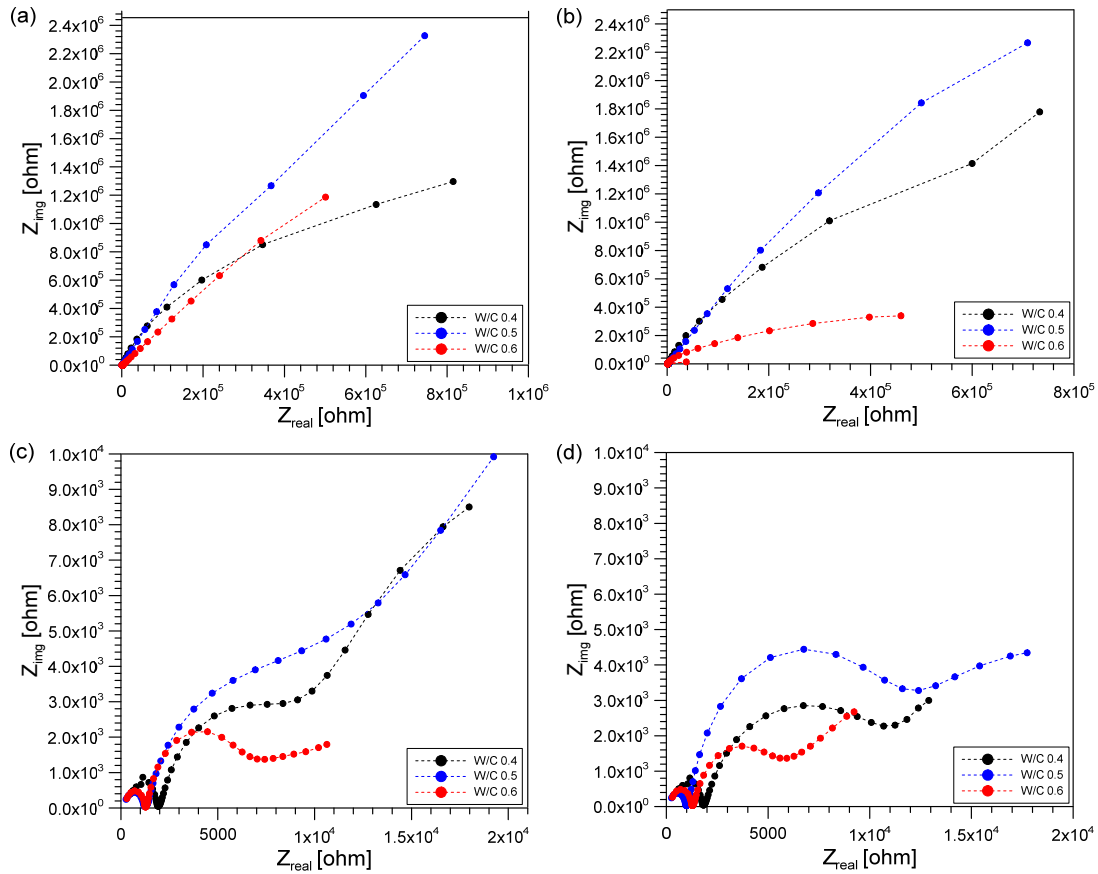 (a)
2.4x10⁶
2.2x10⁶
2.0x10⁶
1.8x10⁶
1.6x10⁶
1.4x10⁶
1.2x10⁶
1.0x10⁶
8.0x10⁵
6.0x10⁵
4.0x10⁵
2.0x10⁵
0.0x10⁰
Z_img [ohm]
0
2x10⁵
4x10⁵
6x10⁵
8x10⁵
1x10⁶
Z_real [ohm]
W/C 0.4
W/C 0.5
W/C 0.6
(b)
2.4x10⁶
2.2x10⁶
2.0x10⁶
1.8x10⁶
1.6x10⁶
1.4x10⁶
1.2x10⁶
1.0x10⁶
8.0x10⁵
6.0x10⁵
4.0x10⁵
2.0x10⁵
0.0x10⁰
Z_img [ohm]
0
2x10⁵
4x10⁵
6x10⁵
8x10⁵
Z_real [ohm]
W/C 0.4
W/C 0.5
W/C 0.6
(c)
1.0x10⁴
9.0x10³
8.0x10³
7.0x10³
6.0x10³
5.0x10³
4.0x10³
3.0x10³
2.0x10³
1.0x10³
0.0x10⁰
Z_img [ohm]
0
5000
1x10⁴
1.5x10⁴
2x10⁴
Z_real [ohm]
W/C 0.4
W/C 0.5
W/C 0.6
(d)
1.0x10⁴
9.0x10³
8.0x10³
7.0x10³
6.0x10³
5.0x10³
4.0x10³
3.0x10³
2.0x10³
1.0x10³
0.0x10⁰
Z_img [ohm]
0
5000
1x10⁴
1.5x10⁴
2x10⁴
Z_real [ohm]
W/C 0.4
W/C 0.5
W/C 0.6